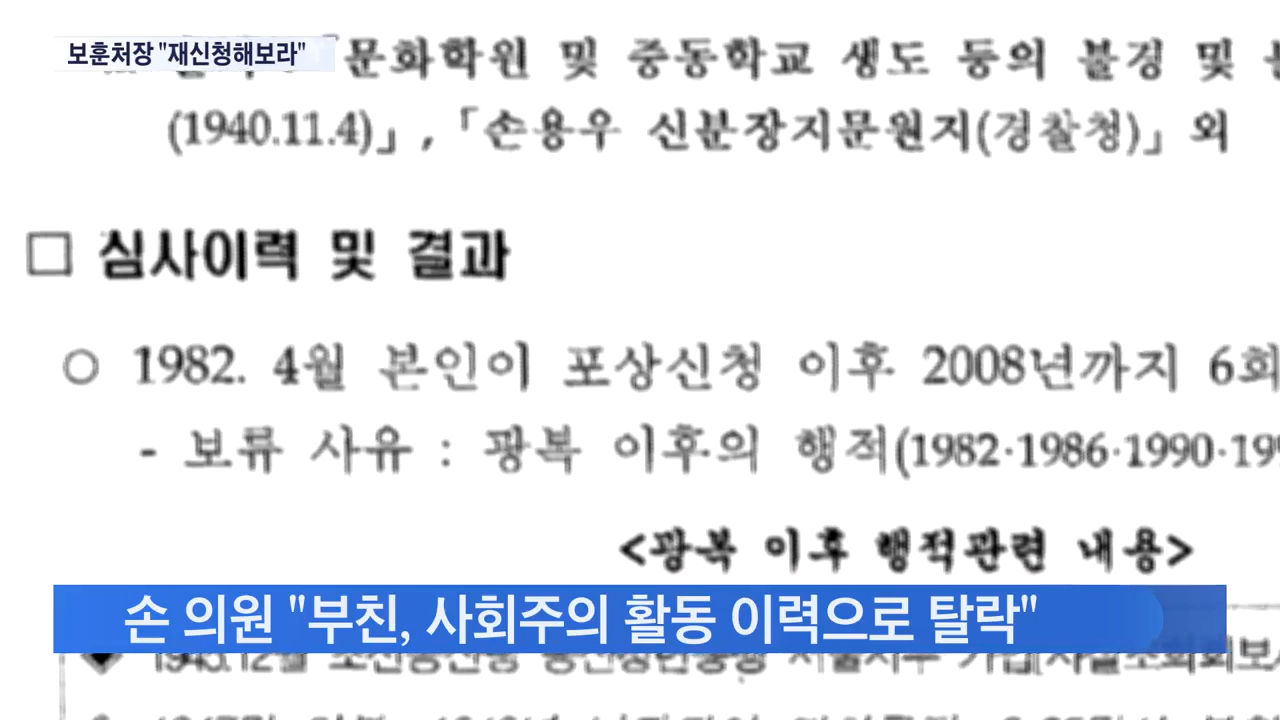 보훈처장 "재신청해보라"
「문화학원 및 중동학교 생도 등의 불경 및
(1940.11.4)」, 「손용우 신분장지문원지(경찰청)」 외
□ 심사이력 및 결과
○ 1982. 4월 본인이 포상신청 이후 2008년까지 6회
- 보류 사유 : 광복 이후의 행적(1982·1986·1990·199
<광복 이후 행적관련 내용>
손 의원 "부친, 사회주의 활동 이력으로 탈락"